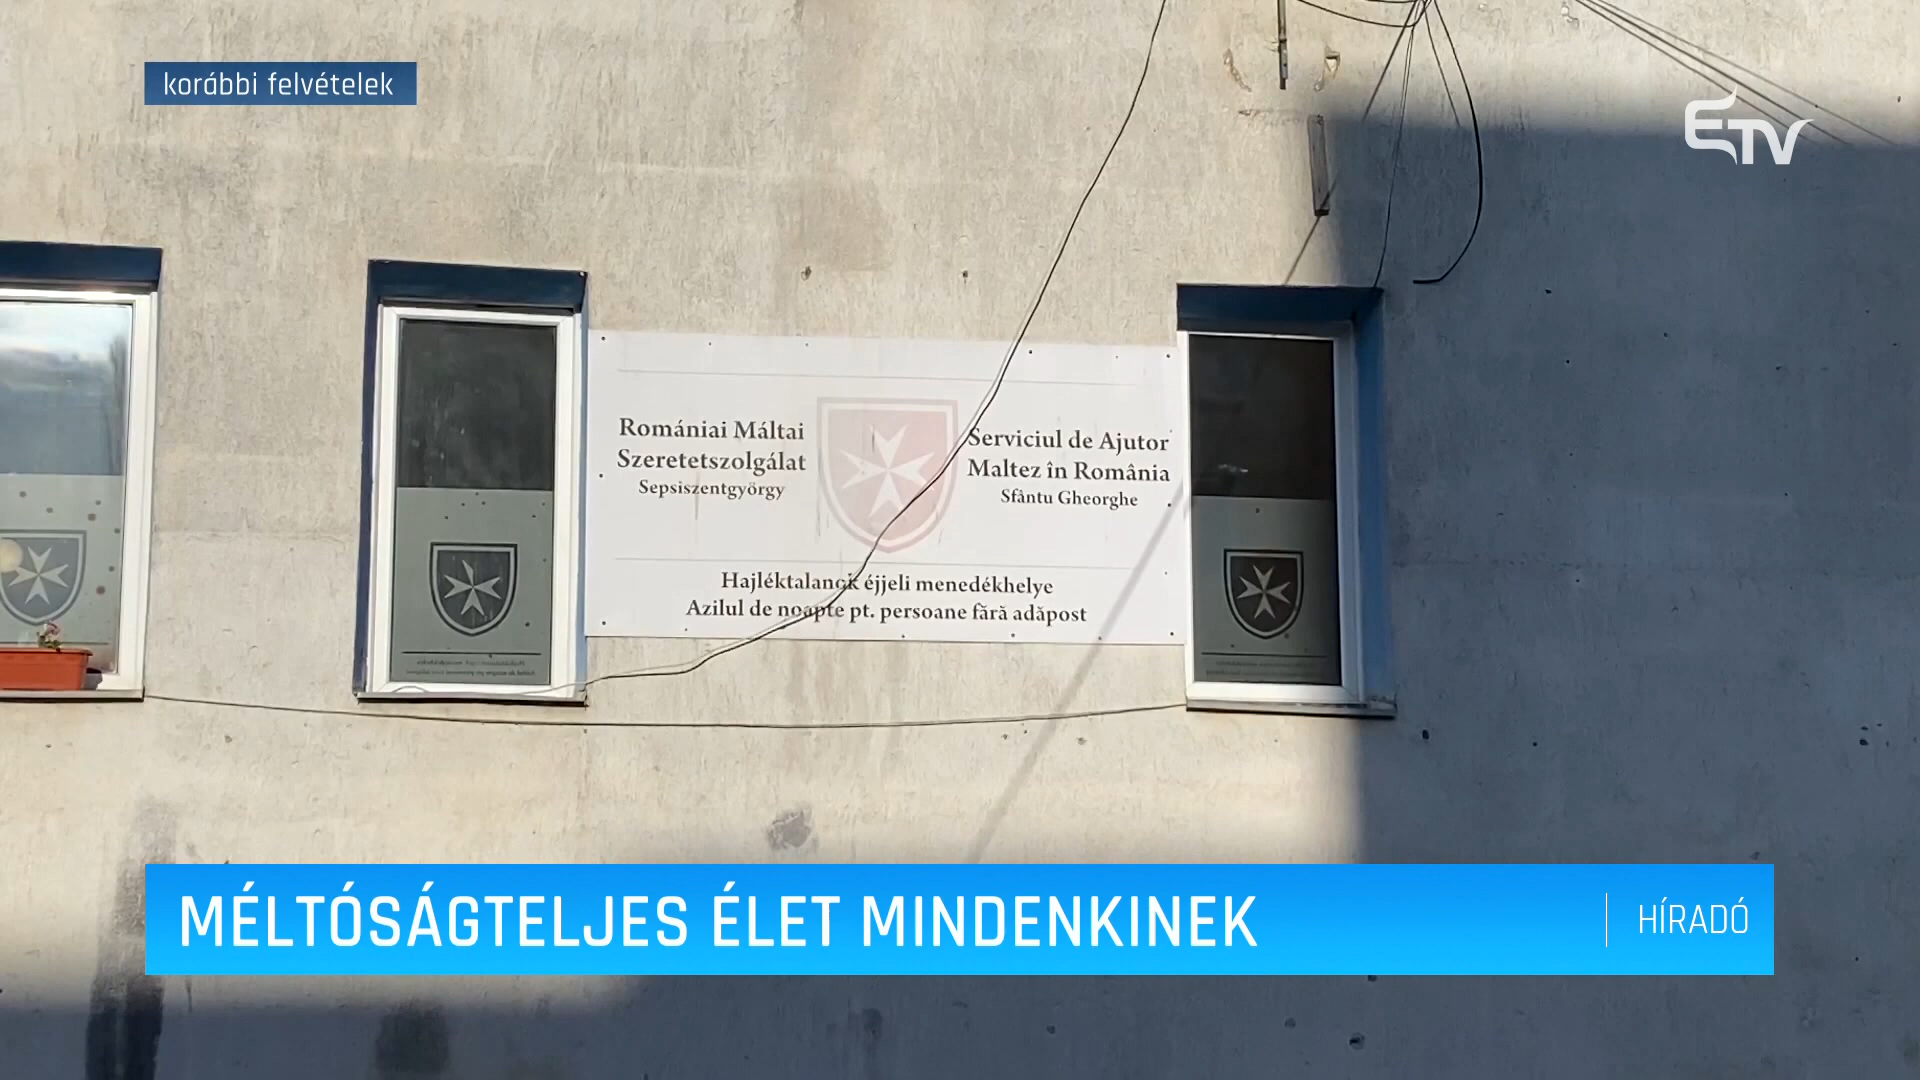 korábbi felvételek
ETV
Romániai Máltai
Szeretetszolgálat
Sepsiszentgyörgy
Serviciul de Ajutor
Maltez în România
Sfântu Gheorghe
Hajléktalanok éjjeli menedékhelye
Azilul de noapte pt. persoane fără adăpost
MÉLTÓSÁGTELJES ÉLET MINDENKINEK
HÍRADÓ